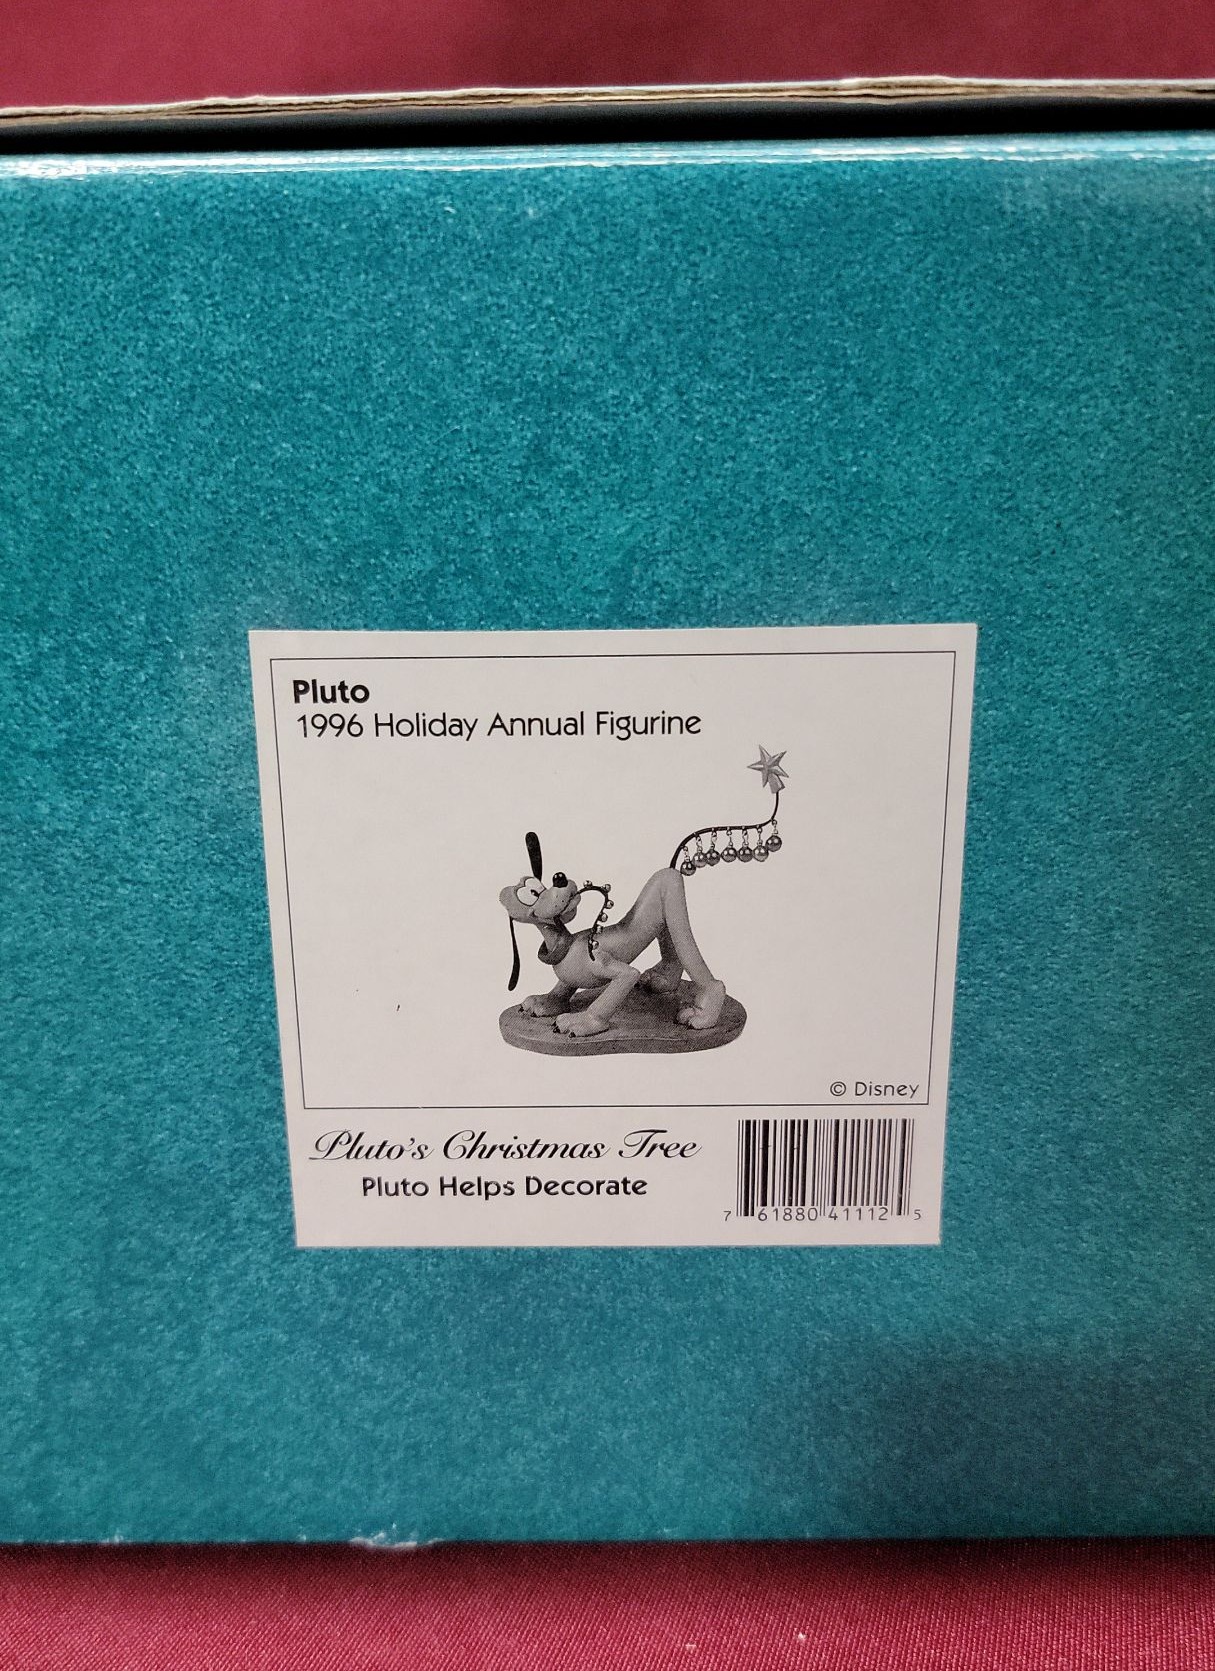 Pluto
1996 Holiday Annual Figurine
© Disney
Pluto's Christmas Tree
Pluto Helps Decorate
7 61880 41112 5